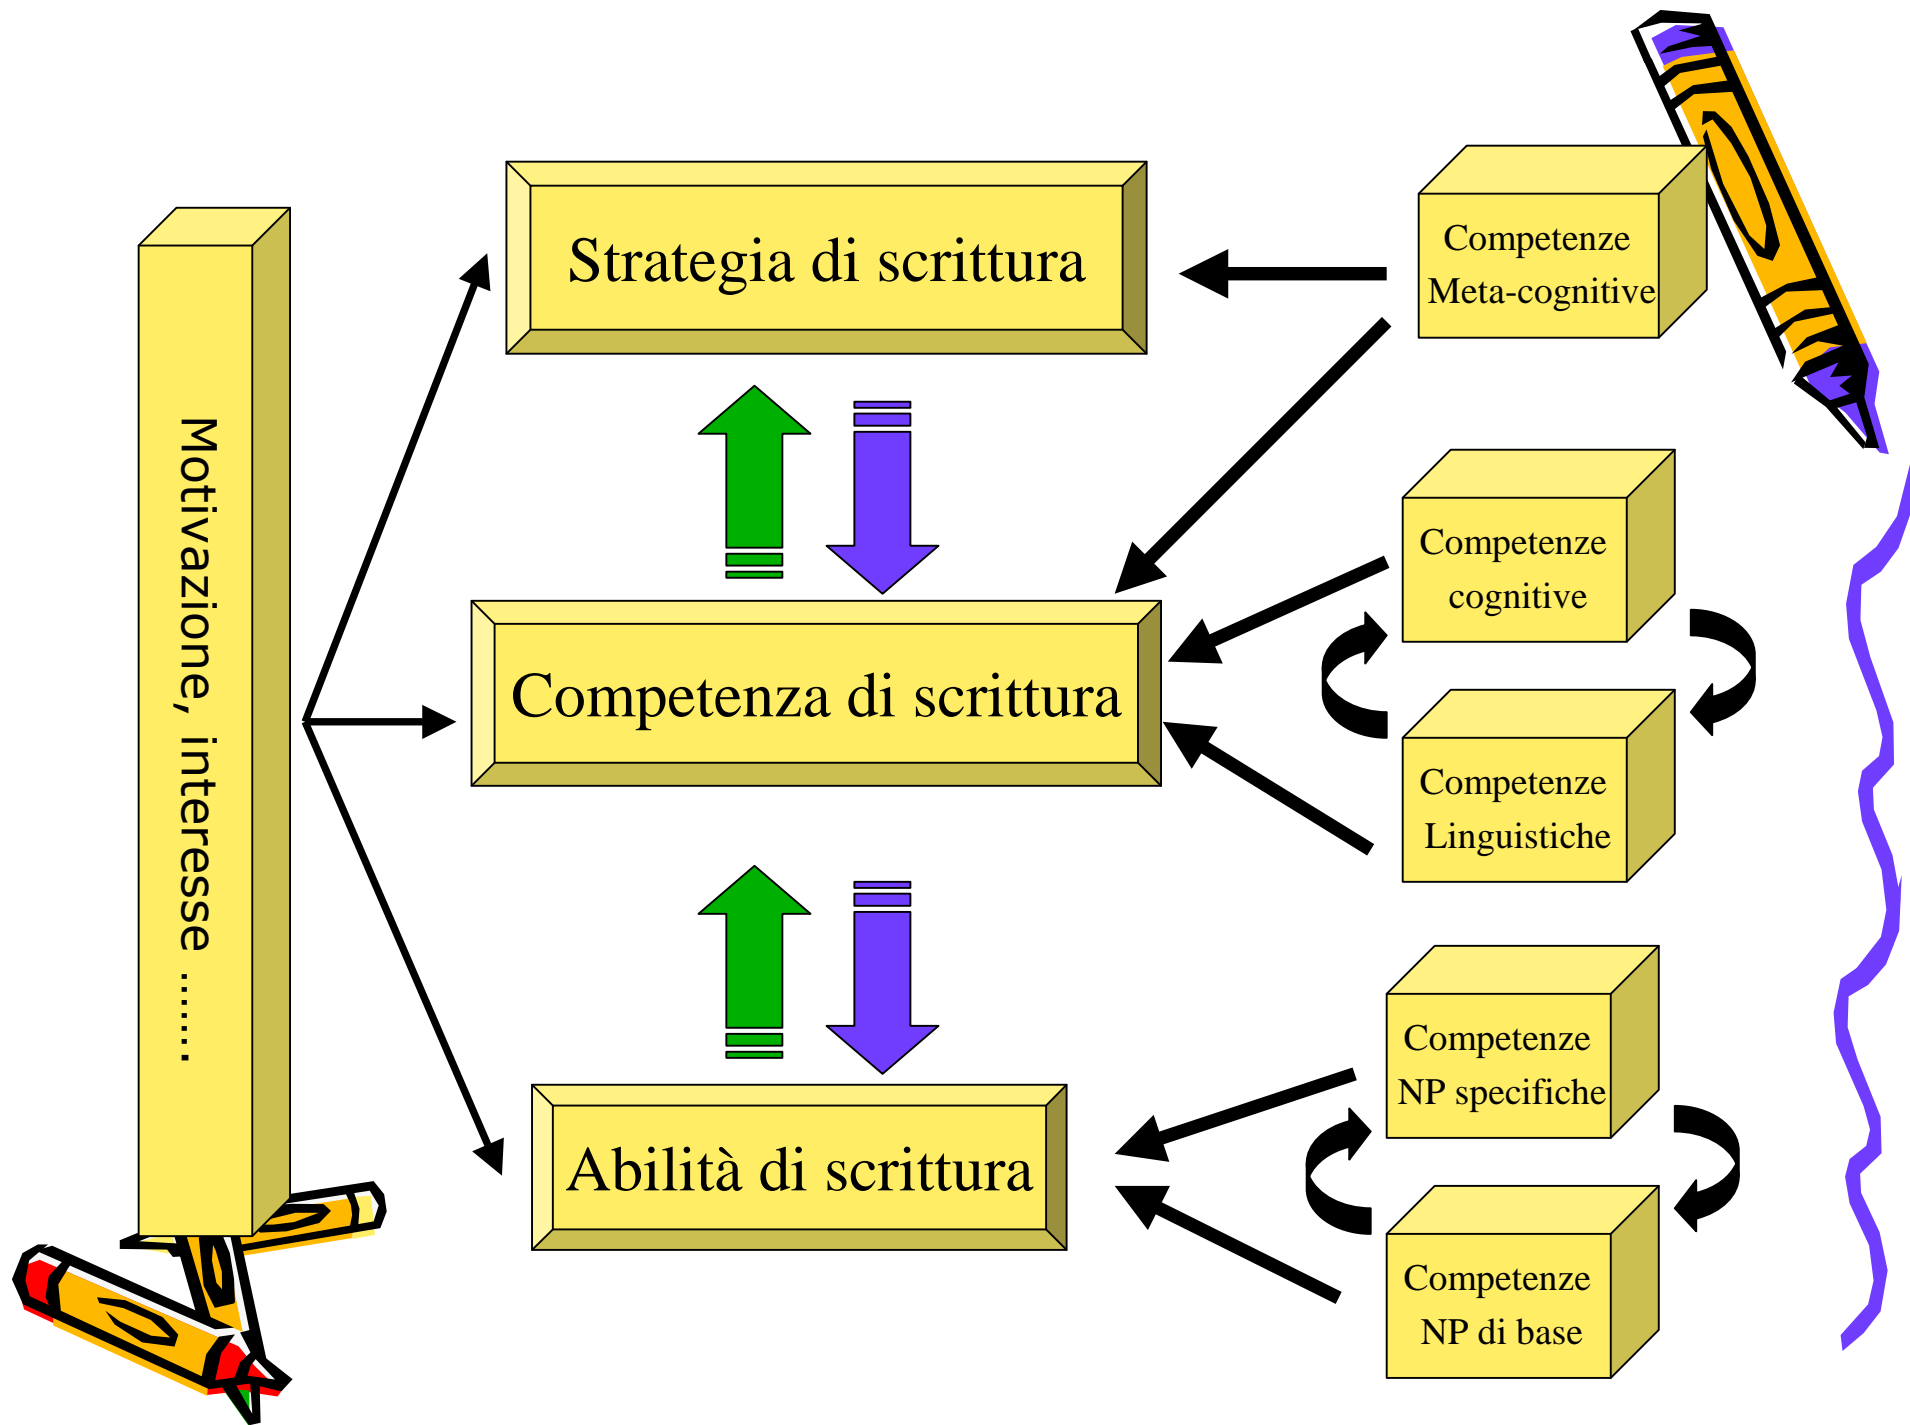 Motivazione, interesse .......
Strategia di scrittura
Competenza di scrittura
Abilità di scrittura
Competenze
Meta-cognitive
Competenze
cognitive
Competenze
Linguistiche
Competenze
NP specifiche
Competenze
NP di base